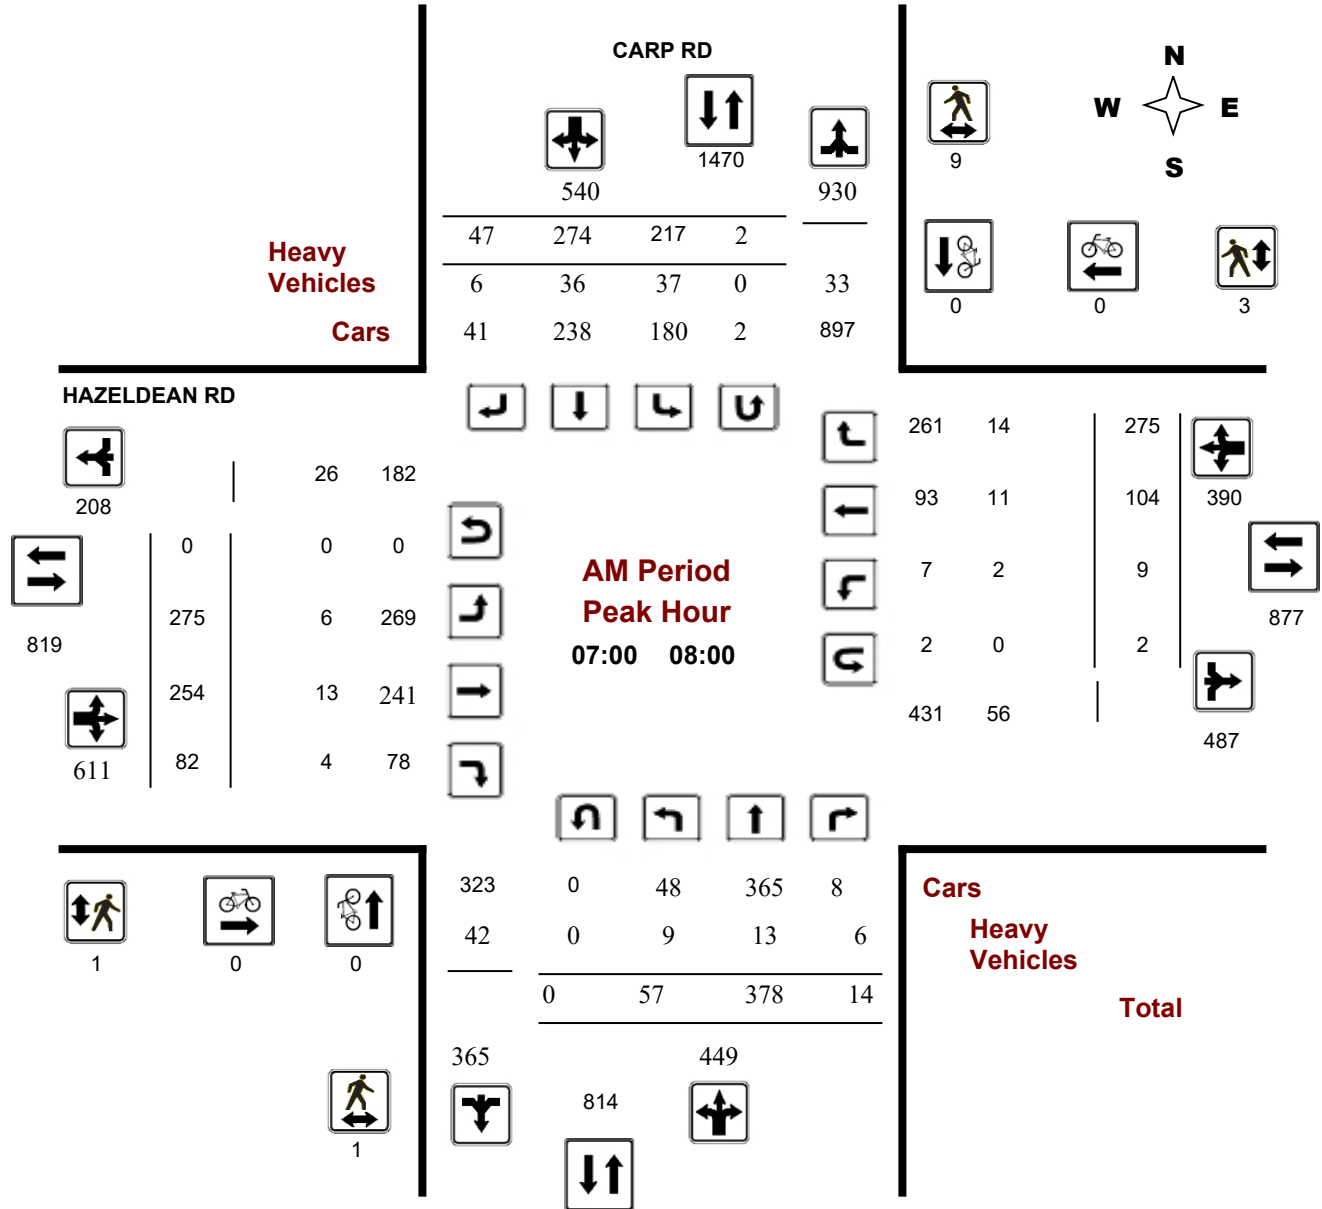 CARP RD
N
W E
S
1470
9
540 930
47 274 217 2
Heavy
Vehicles
6 36 37 0 33
0 0 3
Cars
41 238 180 2 897
HAZELDEAN RD
261 14 275
26 182
208
93 11 104 390
0 0 0
AM Period
7 2 9
275 6 269
Peak Hour
877
819
07:00 08:00
2 0 2
254 13 241
431 56
487
611 82 4 78
323 0 48 365 8
Cars
42 0 9 13 6
Heavy
Vehicles
1 0 0
0 57 378 14
Total
365 449
814
1